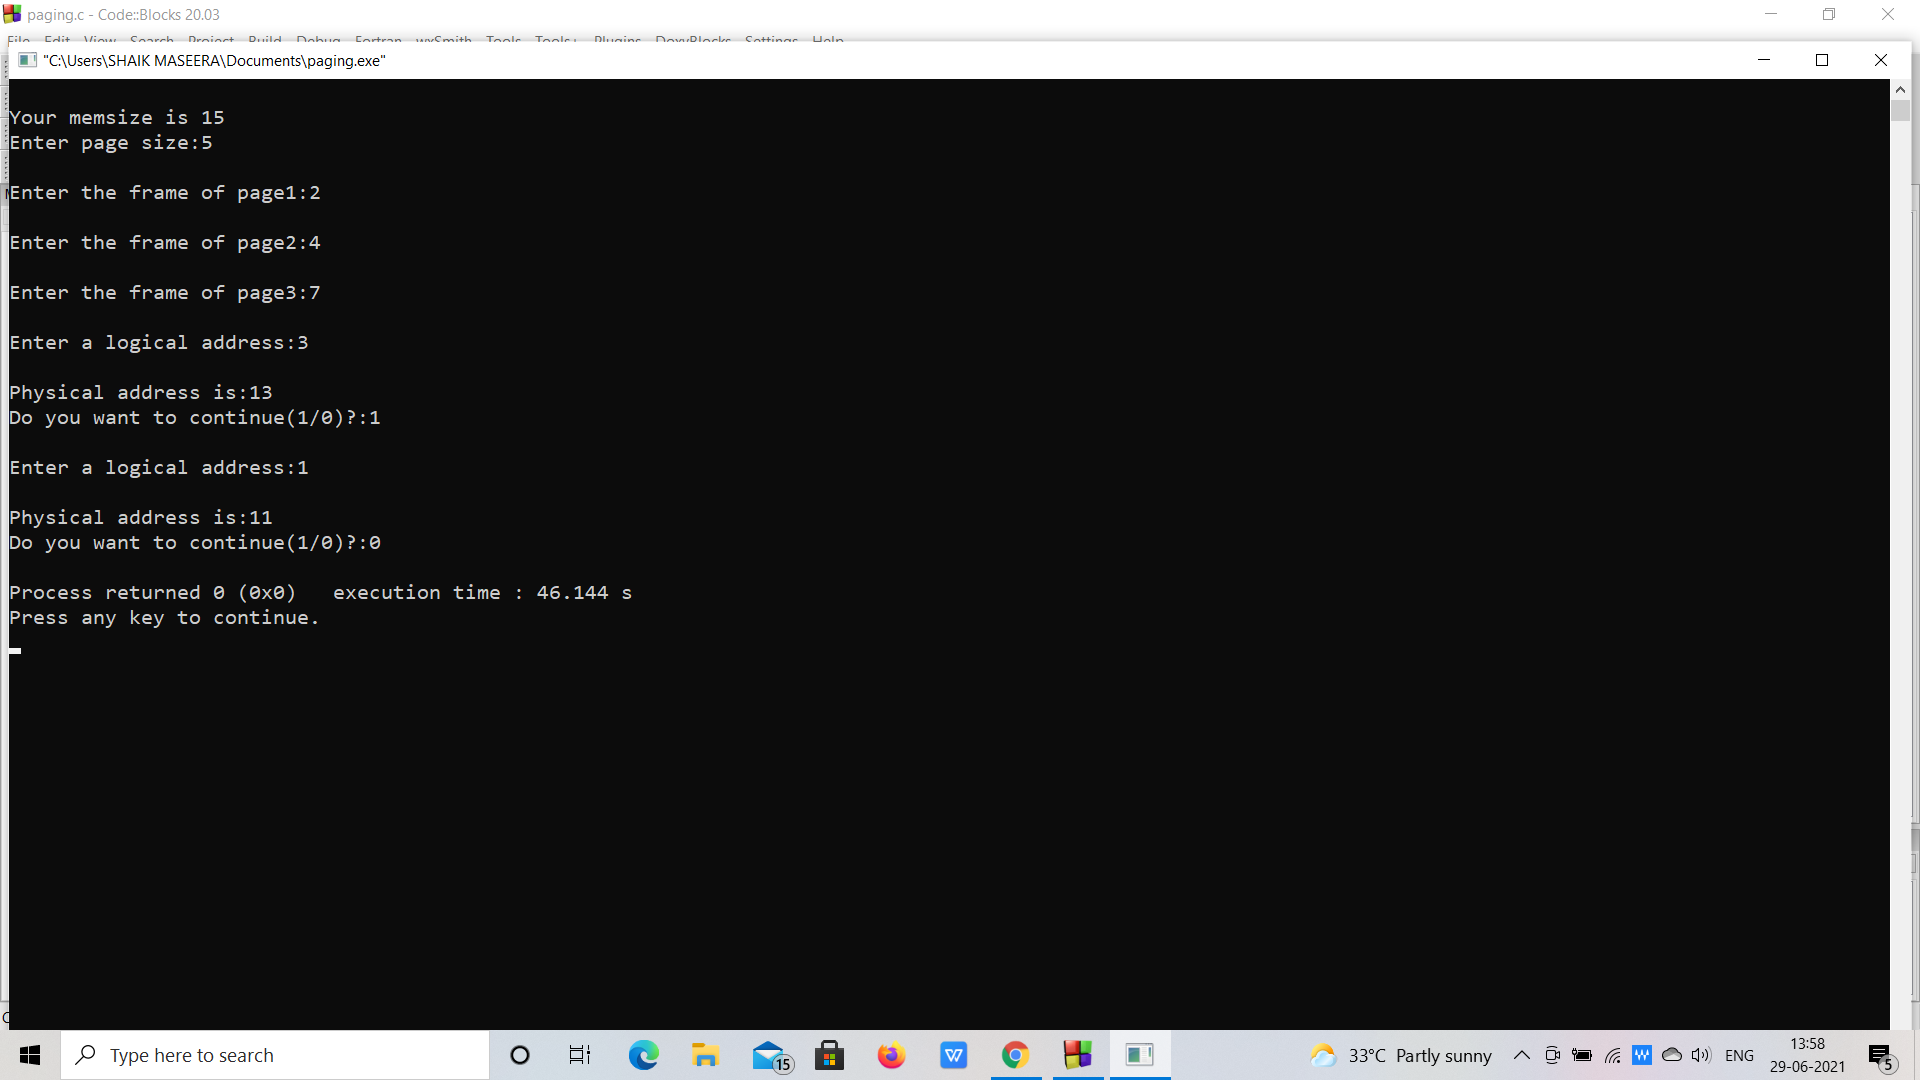 paging.c - Code::Blocks 20.03
File Edit View Search Project Build Debug Fortran wxSmith Tools Tools+ Plugins DoxyBlocks Settings Help
"C:\Users\SHAIK MASEERA\Documents\paging.exe"
Your memsize is 15
Enter page size:5
Enter the frame of page1:2
Enter the frame of page2:4
Enter the frame of page3:7
Enter a logical address:3
Physical address is:13
Do you want to continue(1/0)?:1
Enter a logical address:1
Physical address is:11
Do you want to continue(1/0)?:0
Process returned 0 (0x0)   execution time : 46.144 s
Press any key to continue.
Type here to search
15
33°C Partly sunny
ENG
13:58
29-06-2021
5